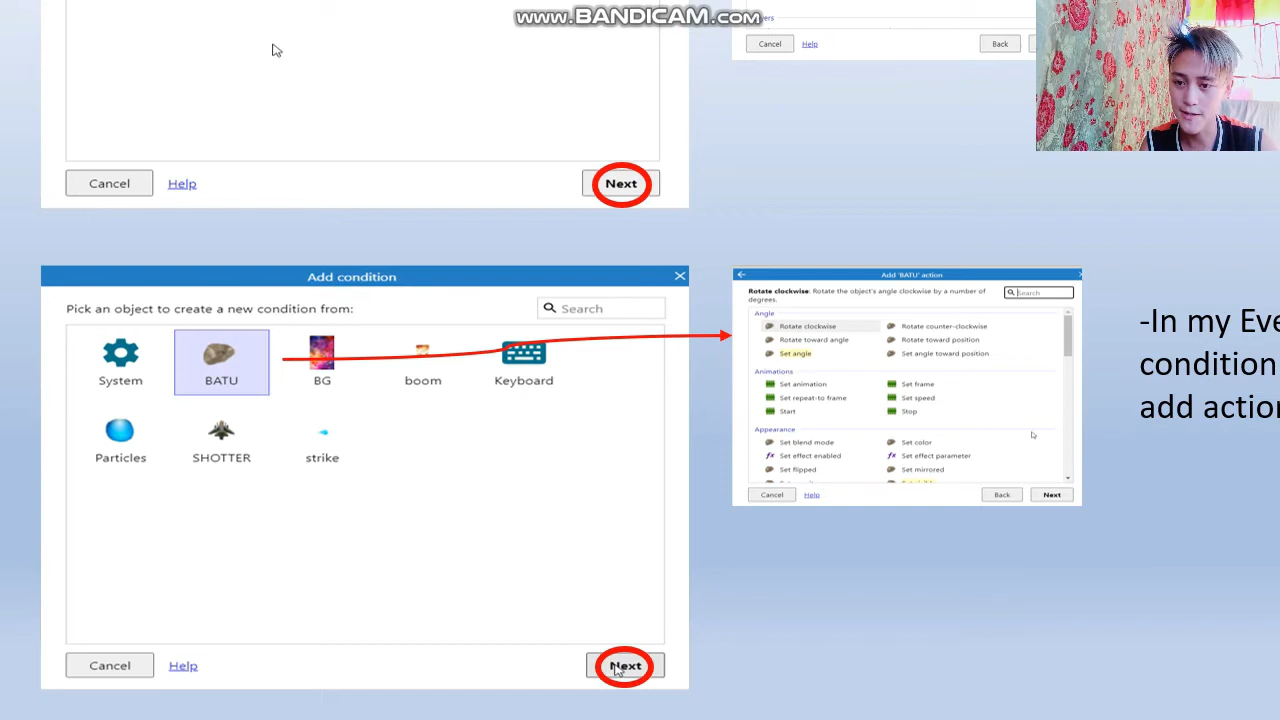 www.BANDICAM.com
Cancel Help Back
Cancel Help Next
Add condition
Pick an object to create a new condition from: Search
System BATU BG boom Keyboard
Particles SHOTTER strike
Cancel Help Next
Add 'BATU' action
Rotate clockwise: Rotate the object's angle clockwise by a number of
degrees.
Search
Angle
Rotate clockwise Rotate counter-clockwise
Rotate toward angle Rotate toward position
Set angle Set angle toward position
Animations
Set animation Set frame
Set repeat-to frame Set speed
Start Stop
Appearance
Set blend mode Set color
Set effect enabled Set effect parameter
Set flipped Set mirrored
Cancel Help Back Next
-In my Eve
condition
add action